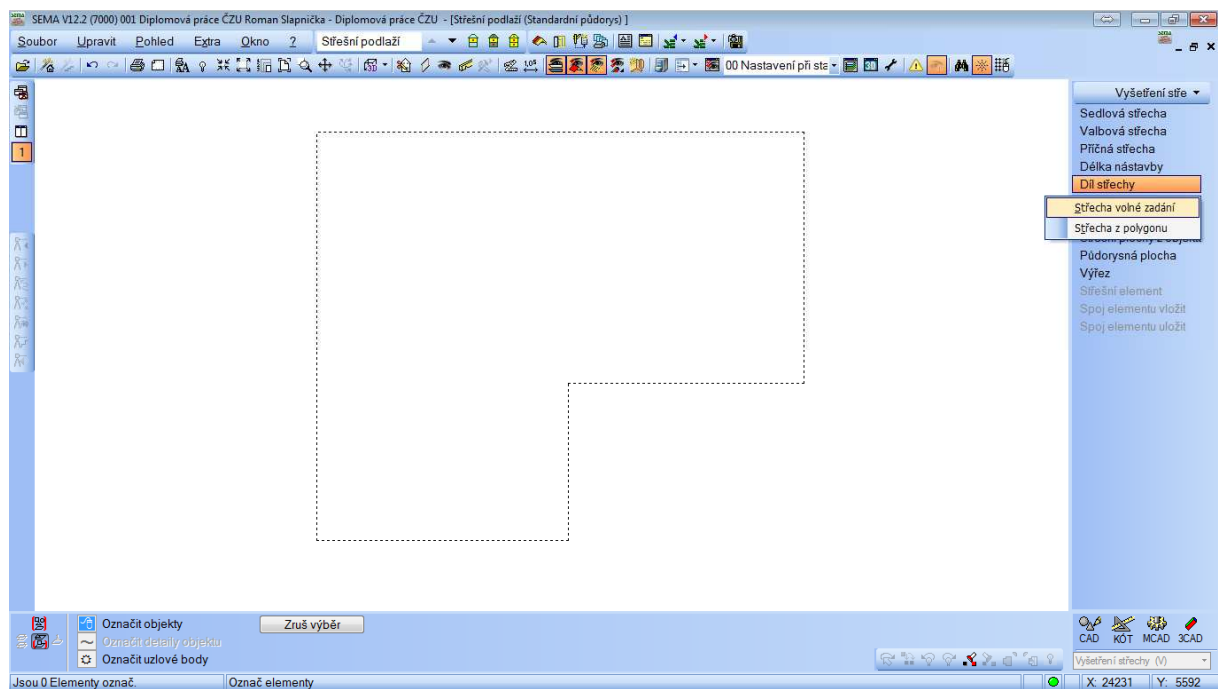 SEMA V12.2 (7000) 001 Diplomová práce ČZU Roman Slapnička - Diplomová práce ČZU - [Střešní podlaží (Standardní půdorys) ]
Soubor Upravit Pohled Extra Okno ? Střešní podlaží
00 Nastavení při sta
1
Vyšetření stře
Sedlová střecha
Valbová střecha
Příčná střecha
Délka nástavby
Díl střechy
Střecha volné zadání
Střecha z polygonu
Půdorysná plocha
Výřez
Střešní element
Spoj elementu vložit
Spoj elementu uložit
Označit objekty
Zruš výběr
Označit detaily objektu
Označit uzlové body
CAD KÓT MCAD 3CAD
Vyšetření střechy (V)
Jsou 0 Elementy označ. Označ elementy X: 24231 Y: 5592